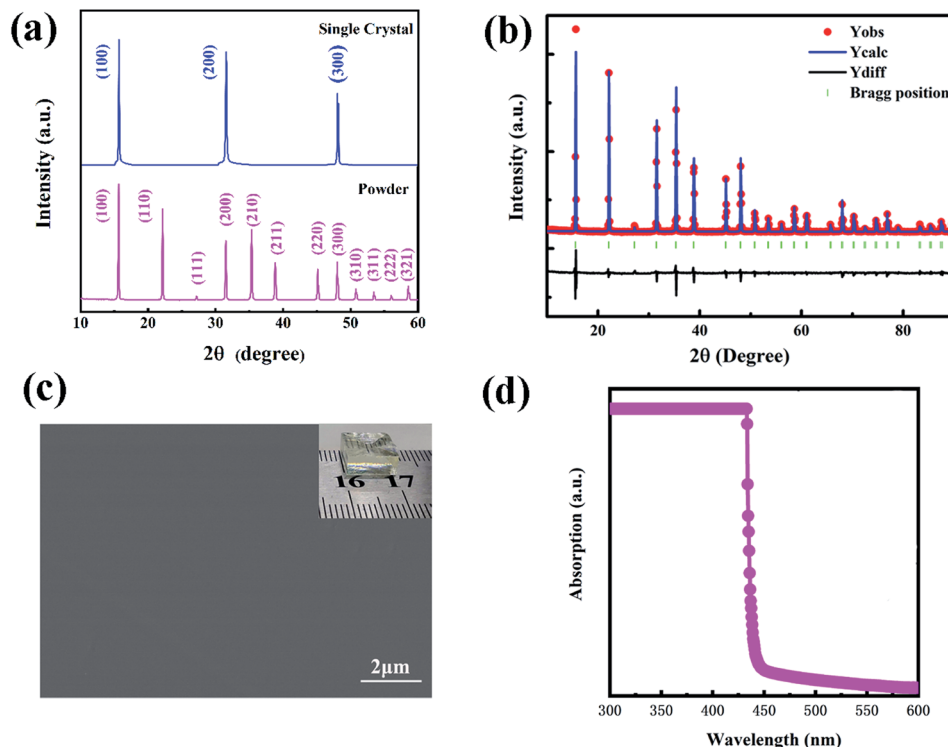 (a)
Single Crystal
(100)
(200)
(300)
Powder
(100)
(110)
(111)
(200)
(210)
(211)
(220)
(300)
(310)
(311)
(222)
(321)
Intensity (a.u.)
10 20 30 40 50 60
2θ (degree)
(b)
Yobs
Ycalc
Ydiff
Bragg position
Intensity (a.u.)
20 40 60 80
2θ (Degree)
(c)
16 17
2μm
(d)
Absorption (a.u.)
300 350 400 450 500 550 600
Wavelength (nm)